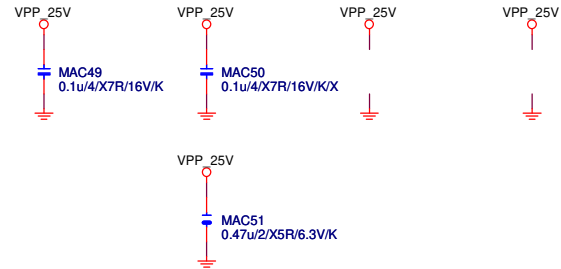 VPP_25V
VPP_25V
VPP_25V
VPP_25V
MAC49
0.1u/4/X7R/16V/K
MAC50
0.1u/4/X7R/16V/K/X
VPP_25V
MAC51
0.47u/2/X5R/6.3V/K